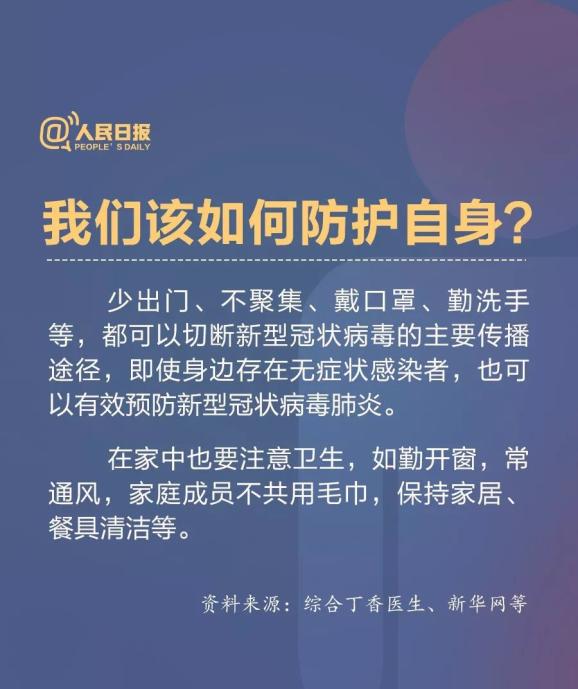 @人民日报
PEOPLE'S DAILY
我们该如何防护自身?
少出门、不聚集、戴口罩、勤洗手
等，都可以切断新型冠状病毒的主要传播
途径，即使身边存在无症状感染者，也可
以有效预防新型冠状病毒肺炎。
在家中也要注意卫生，如勤开窗，常
通风，家庭成员不共用毛巾，保持家居、
餐具清洁等。
资料来源：综合丁香医生、新华网等